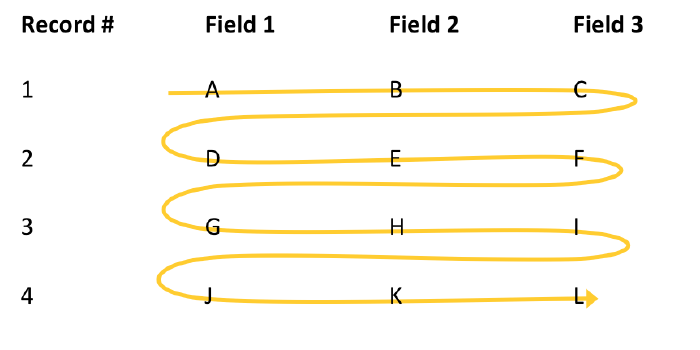 Record # Field 1 Field 2 Field 3
1 A B C
2 D E F
3 G H I
4 J K L